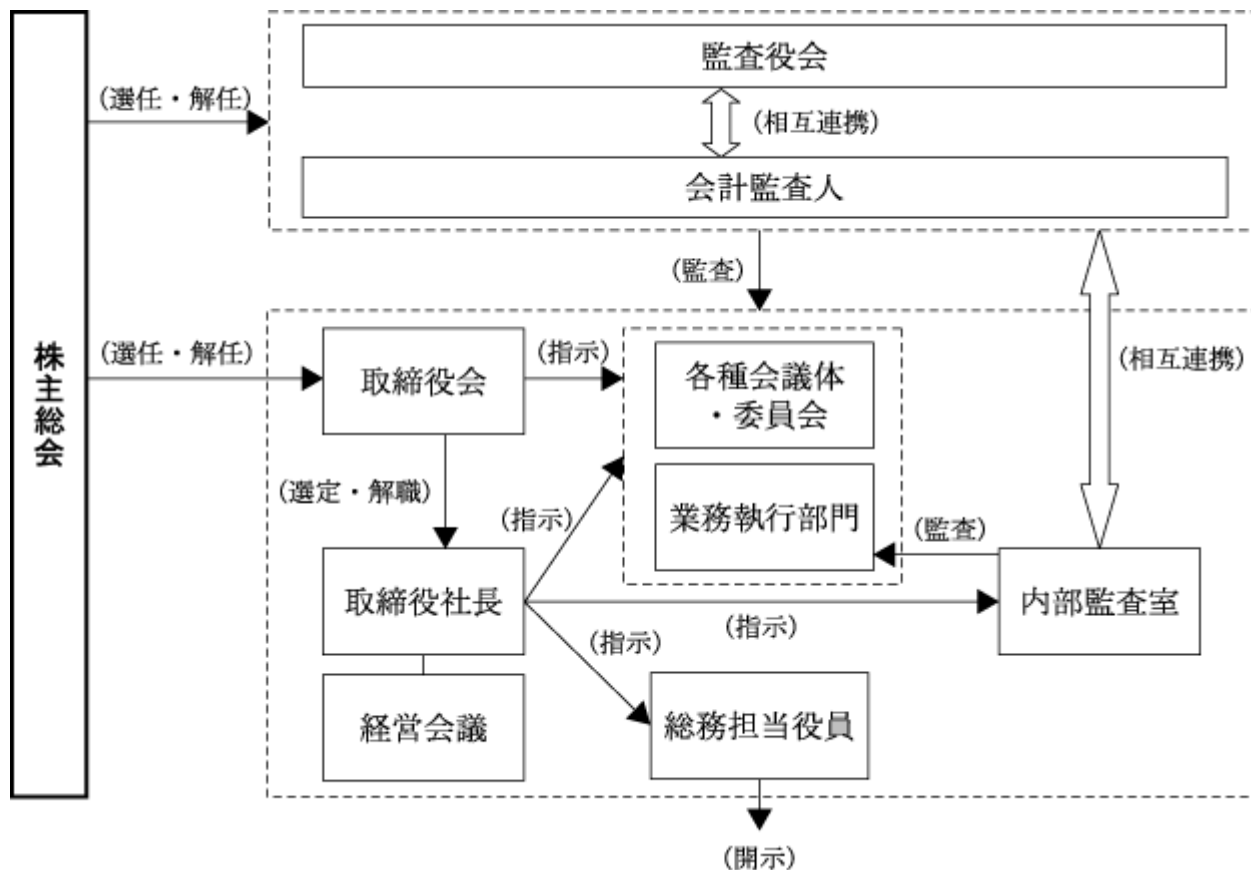 監査役会
(選任・解任)
(相互連携)
会計監査人
(監査)
株主総会
(選任・解任)
取締役会
(指示)
各種会議体
・委員会
(相互連携)
(選定・解職)
(指示)
業務執行部門
(監査)
取締役社長
(指示)
内部監査室
(指示)
経営会議
総務担当役員
(開示)